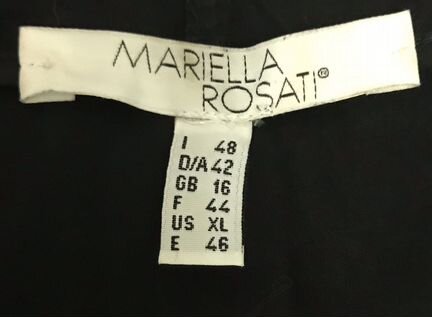 MARIELLA
ROSATI®
I 48
D/A 42
GB 16
F 44
US XL
E 46